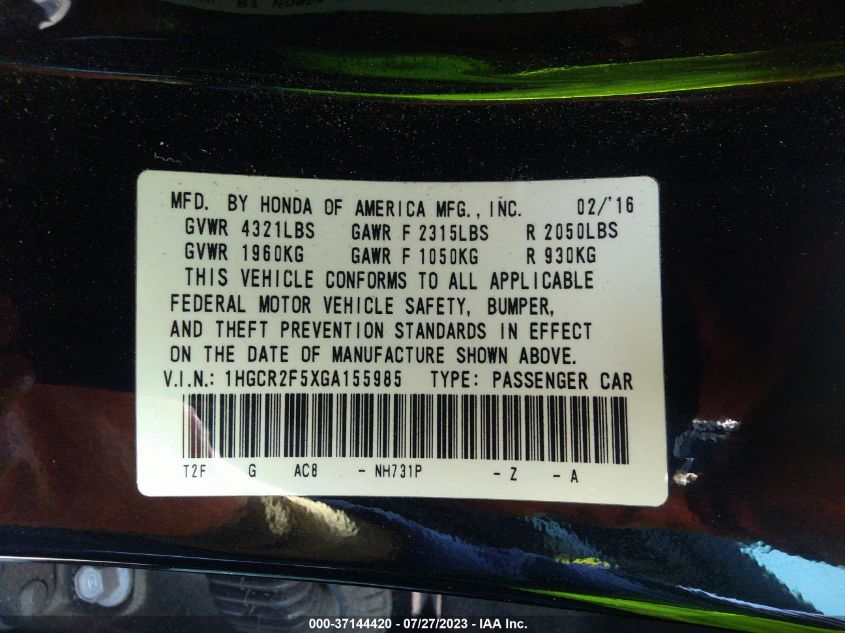 MFD. BY HONDA OF AMERICA MFG., INC. 02/'16
GVWR 4321LBS GAWR F 2315LBS R 2050LBS
GVWR 1960KG GAWR F 1050KG R 930KG
THIS VEHICLE CONFORMS TO ALL APPLICABLE
FEDERAL MOTOR VEHICLE SAFETY, BUMPER,
AND THEFT PREVENTION STANDARDS IN EFFECT
ON THE DATE OF MANUFACTURE SHOWN ABOVE.
V.I.N.: 1HGCR2F5XGA155985 TYPE: PASSENGER CAR
T2F G AC8 - NH731P - Z - A
000-37144420 - 07/27/2023 - IAA Inc.